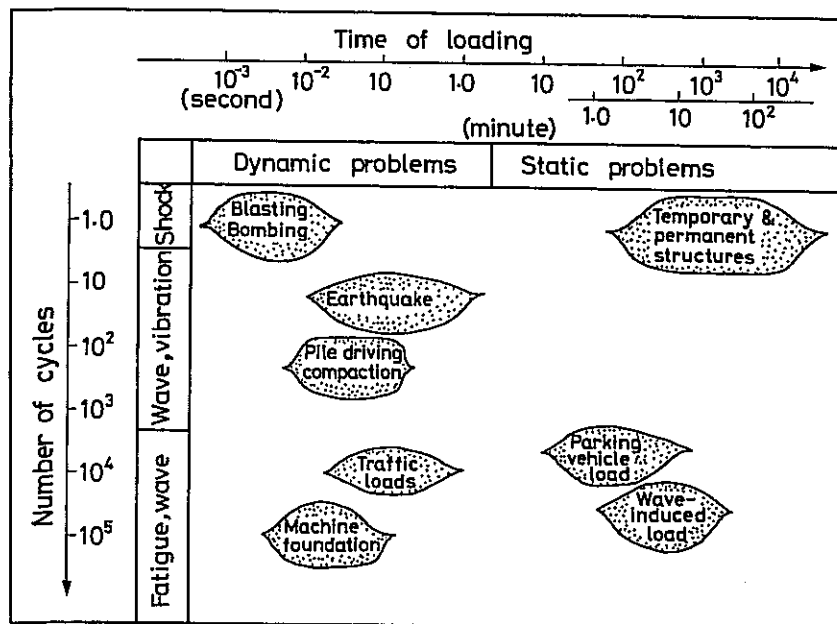 Time of loading
10⁻³ 10⁻² 10 1.0 10 10² 10³ 10⁴
(second)
(minute) 1.0 10 10²
Dynamic problems Static problems
Number of cycles
1.0
10
10²
10³
10⁴
10⁵
Shock
Wave, vibration
Fatigue, wave
Blasting
Bombing
Temporary &
permanent
structures
Earthquake
Pile driving
compaction
Traffic
loads
Machine
foundation
Parking
vehicle
load
Wave-
induced
load